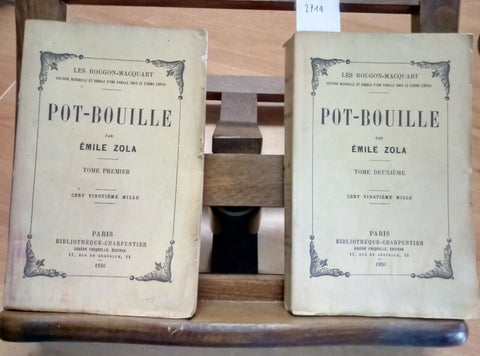 2919
LES ROUGON-MACQUART
HISTOIRE NATURELLE ET SOCIALE D'UNE FAMILLE SOUS LE SECOND EMPIRE
POT-BOUILLE
PAR
ÉMILE ZOLA
TOME PREMIER
CENT VINGTIÈME MILLE
PARIS
BIBLIOTHÈQUE-CHARPENTIER
EUGÈNE FASQUELLE, ÉDITEUR
11, RUE DE GRENELLE, 11
1926
LES ROUGON-MACQUART
HISTOIRE NATURELLE ET SOCIALE D'UNE FAMILLE SOUS LE SECOND EMPIRE
POT-BOUILLE
PAR
ÉMILE ZOLA
TOME DEUXIÈME
CENT VINGTIÈME MILLE
PARIS
BIBLIOTHÈQUE-CHARPENTIER
EUGÈNE FASQUELLE, ÉDITEUR
11, RUE DE GRENELLE, 11
1926